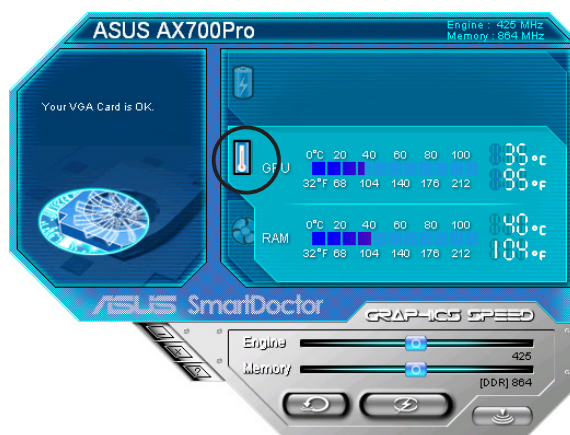 ASUS AX700Pro
Engine : 425 MHz
Memory : 864 MHz
Your VGA Card is OK.
GPU
0°C 20 40 60 80 100
32°F 68 104 140 176 212
35°C
95°F
RAM
0°C 20 40 60 80 100
32°F 68 104 140 176 212
40°C
104°F
ASUS SmartDoctor
GRAPHICS SPEED
Engine
425
Memory
[DDR] 864